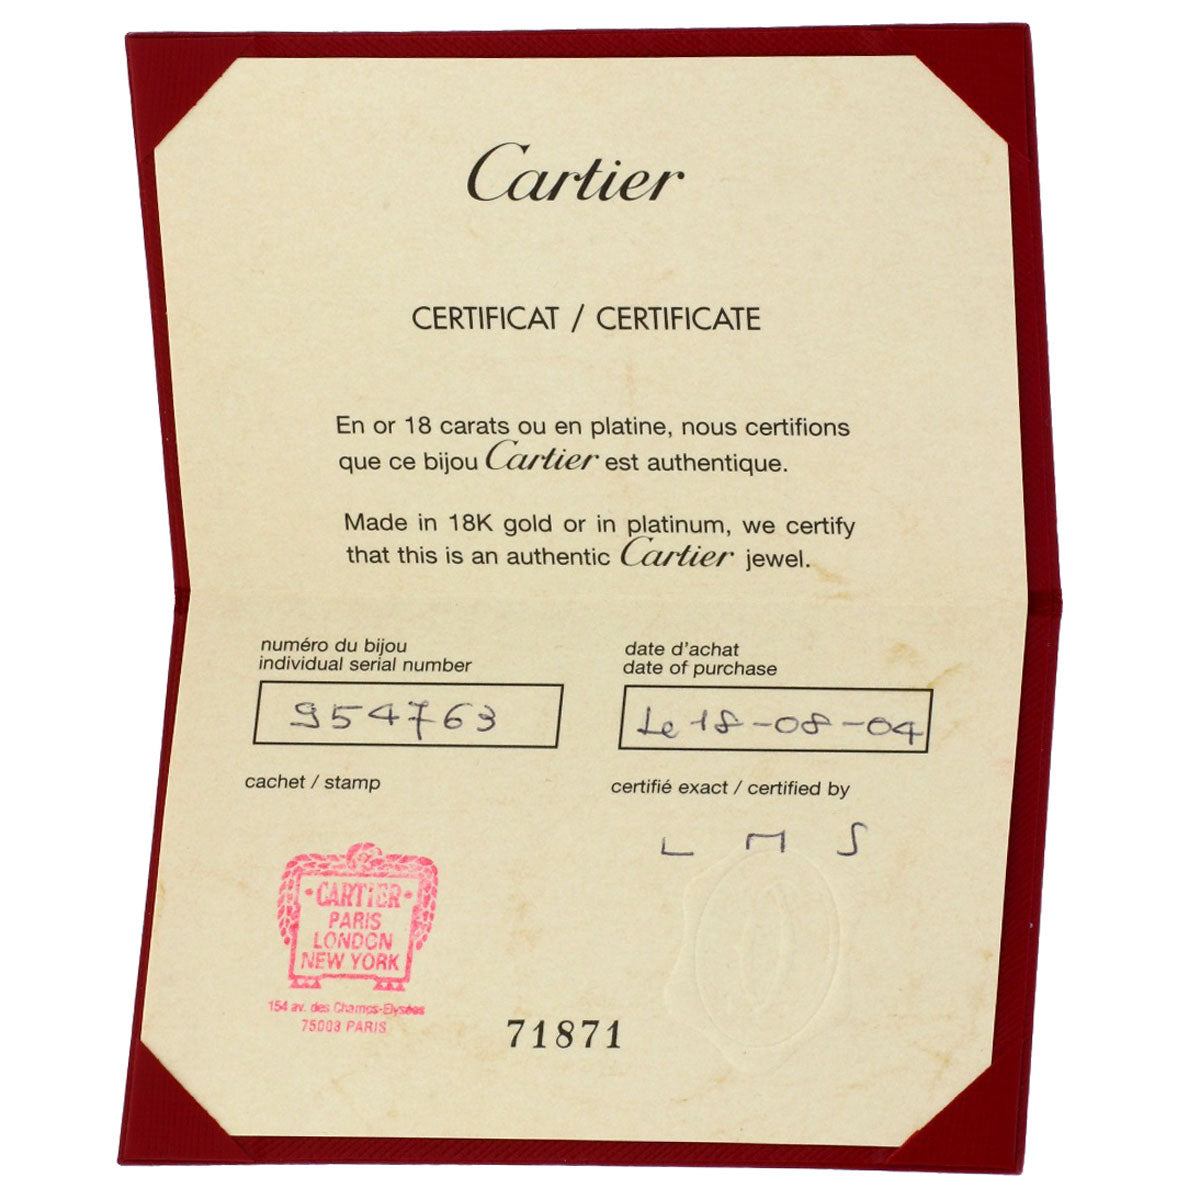 Cartier
CERTIFICAT / CERTIFICATE
En or 18 carats ou en platine, nous certifions
que ce bijou Cartier est authentique.
Made in 18K gold or in platinum, we certify
that this is an authentic Cartier jewel.
numéro du bijou
individual serial number
954763
date d'achat
date of purchase
Le 18-08-04
cachet / stamp
certifié exact / certified by
L M S
CARTIER
PARIS
LONDON
NEW YORK
154 av. des Champs-Elysées
75008 PARIS
71871